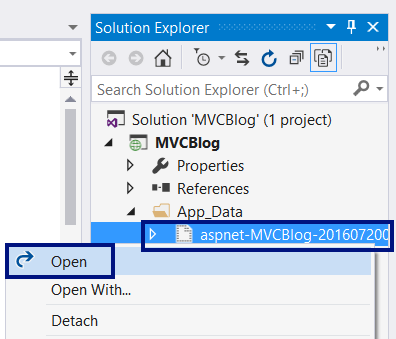 Solution Explorer
Search Solution Explorer (Ctrl+;)
Solution 'MVCBlog' (1 project)
MVCBlog
Properties
References
App_Data
aspnet-MVCBlog-201607200
Open
Open With...
Detach